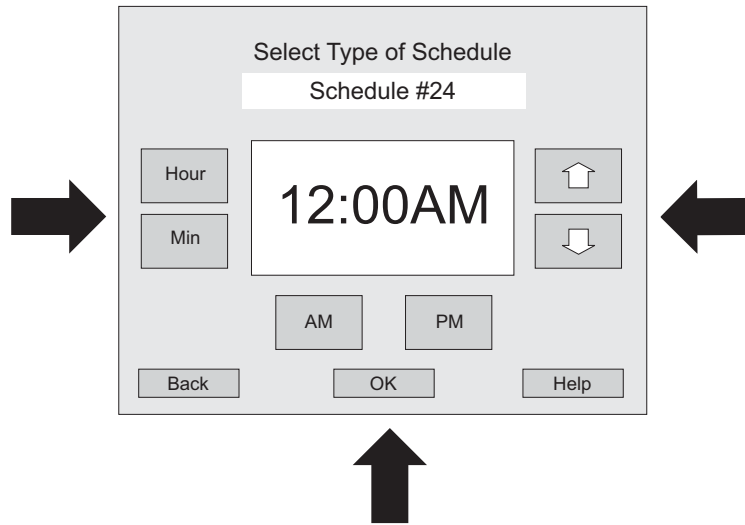 Select Type of Schedule
Schedule #24
Hour
Min
12:00AM
AM PM
Back OK Help